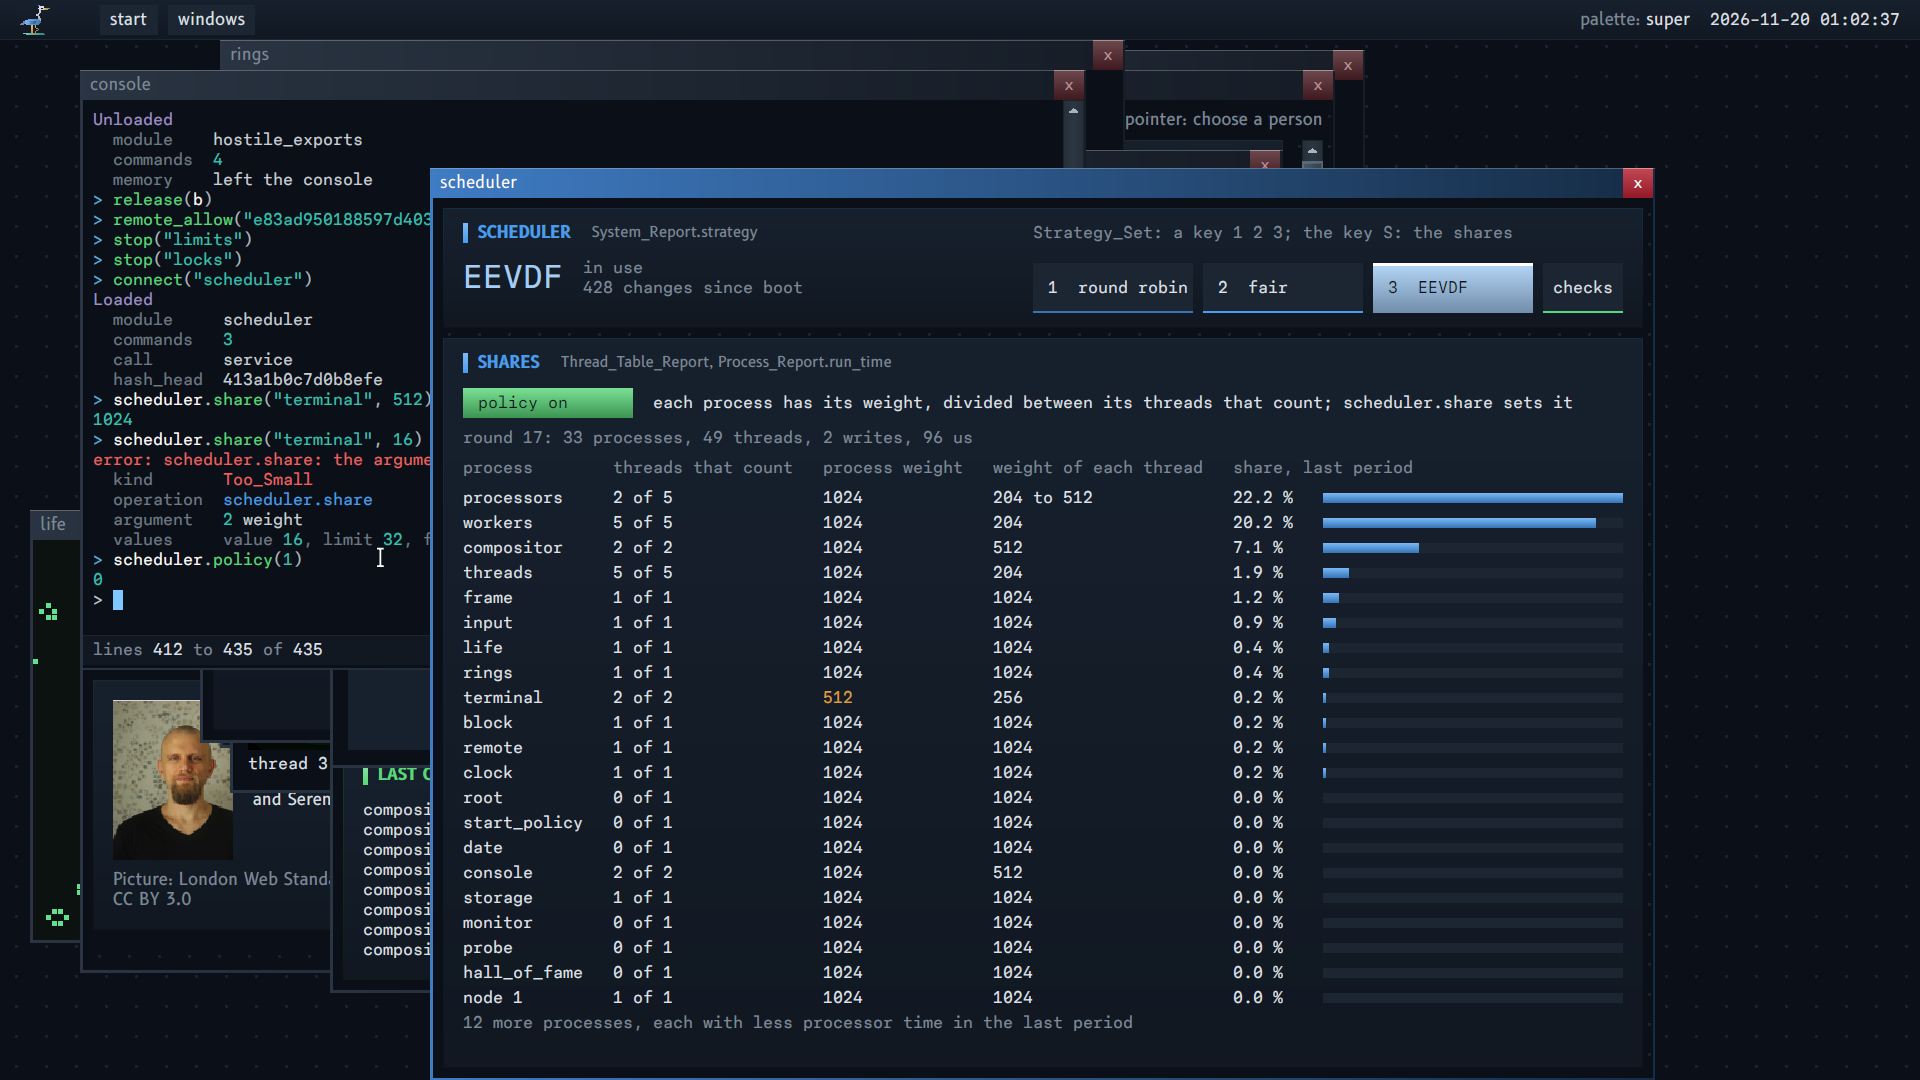 start windows palette: super 2026-11-20 01:02:37
rings x
x
console x x
pointer: choose a person
x
Unloaded
module hostile_exports
commands 4
memory left the console
> release(b)
> remote_allow("e83ad950188597d403
> stop("limits")
> stop("locks")
> connect("scheduler")
Loaded
module scheduler
commands 3
call service
hash_head 413a1b0c7d0b8efe
> scheduler.share("terminal", 512)
1024
> scheduler.share("terminal", 16)
error: scheduler.share: the argume
kind Too_Small
operation scheduler.share
argument 2 weight
values value 16, limit 32, f
> scheduler.policy(1)
0
>
lines 412 to 435 of 435
life
thread 3
and Seren
Picture: London Web Standa
CC BY 3.0
LAST C
composi
composi
composi
composi
composi
composi
composi
composi
scheduler x
SCHEDULER System_Report.strategy
EEVDF in use
428 changes since boot
Strategy_Set: a key 1 2 3; the key S: the shares
1 round robin 2 fair 3 EEVDF checks
SHARES Thread_Table_Report, Process_Report.run_time
policy on each process has its weight, divided between its threads that count; scheduler.share sets it
round 17: 33 processes, 49 threads, 2 writes, 96 us
process threads that count process weight weight of each thread share, last period
processors 2 of 5 1024 204 to 512 22.2 %
workers 5 of 5 1024 204 20.2 %
compositor 2 of 2 1024 512 7.1 %
threads 5 of 5 1024 204 1.9 %
frame 1 of 1 1024 1024 1.2 %
input 1 of 1 1024 1024 0.9 %
life 1 of 1 1024 1024 0.4 %
rings 1 of 1 1024 1024 0.4 %
terminal 2 of 2 512 256 0.2 %
block 1 of 1 1024 1024 0.2 %
remote 1 of 1 1024 1024 0.2 %
clock 1 of 1 1024 1024 0.2 %
root 0 of 1 1024 1024 0.0 %
start_policy 0 of 1 1024 1024 0.0 %
date 0 of 1 1024 1024 0.0 %
console 2 of 2 1024 512 0.0 %
storage 1 of 1 1024 1024 0.0 %
monitor 0 of 1 1024 1024 0.0 %
probe 0 of 1 1024 1024 0.0 %
hall_of_fame 0 of 1 1024 1024 0.0 %
node 1 1 of 1 1024 1024 0.0 %
12 more processes, each with less processor time in the last period